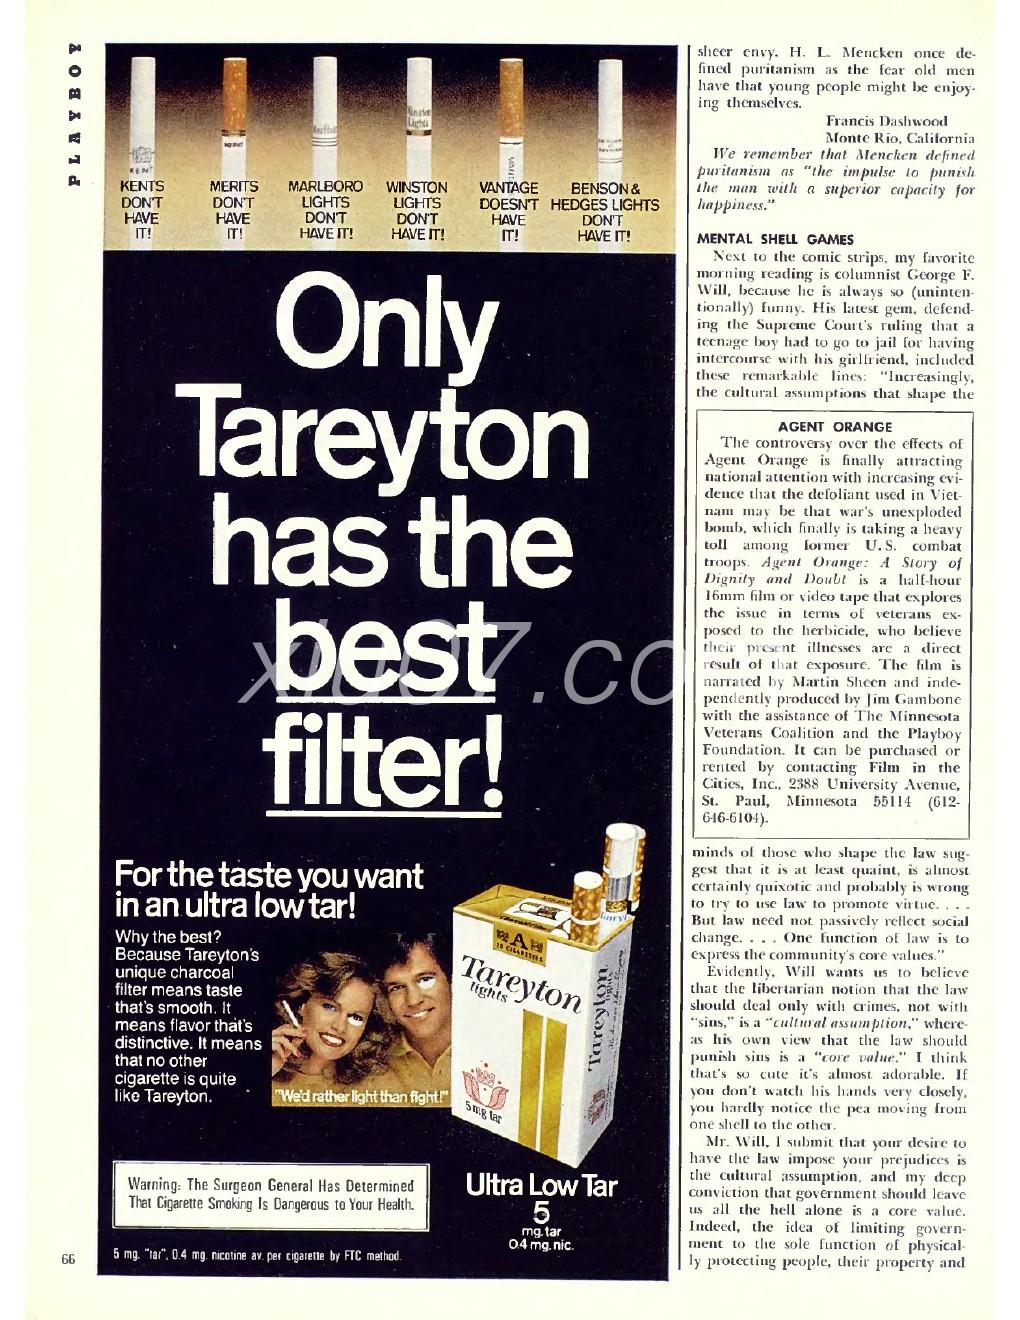 PLAYBOY
KENT
MERIT
Marlboro
Winston
Lights
KENTS
DON'T
HAVE
IT!
MERITS
DON'T
HAVE
IT!
MARLBORO
LIGHTS
DON'T
HAVE IT!
WINSTON
LIGHTS
DON'T
HAVE IT!
VANTAGE
DOESN'T
HAVE
IT!
BENSON &
HEDGES LIGHTS
DON'T
HAVE IT!
Only
Tareyton
has the
best
filter!
For the taste you want
in an ultra low tar!
Why the best?
Because Tareyton's
unique charcoal
filter means taste
that's smooth. It
means flavor that's
distinctive. It means
that no other
cigarette is quite
like Tareyton.
"We'd rather light than fight!"
A
20 CIGARETTES
Tareyton
lights
Tareyton
lights
5 mg tar
Warning: The Surgeon General Has Determined
That Cigarette Smoking Is Dangerous to Your Health.
Ultra Low Tar
5
mg. tar
0.4 mg. nic.
5 mg. "tar", 0.4 mg. nicotine av. per cigarette by FTC method.
66
sheer envy. H. L. Mencken once de-
fined puritanism as the fear old men
have that young people might be enjoy-
ing themselves.
Francis Dashwood
Monte Rio, California
We remember that Mencken defined
puritanism as "the impulse to punish
the man with a superior capacity for
happiness."
MENTAL SHELL GAMES
Next to the comic strips, my favorite
morning reading is columnist George F.
Will, because he is always so (uninten-
tionally) funny. His latest gem, defend-
ing the Supreme Court's ruling that a
teenage boy had to go to jail for having
intercourse with his girlfriend, included
these remarkable lines: "Increasingly,
the cultural assumptions that shape the
AGENT ORANGE
The controversy over the effects of
Agent Orange is finally attracting
national attention with increasing evi-
dence that the defoliant used in Viet-
nam may be that war's unexploded
bomb, which finally is taking a heavy
toll among former U. S. combat
troops. Agent Orange: A Story of
Dignity and Doubt is a half-hour
16mm film or video tape that explores
the issue in terms of veterans ex-
posed to the herbicide, who believe
their present illnesses are a direct
result of that exposure. The film is
narrated by Martin Sheen and inde-
pendently produced by Jim Gambone
with the assistance of The Minnesota
Veterans Coalition and the Playboy
Foundation. It can be purchased or
rented by contacting Film in the
Cities, Inc., 2388 University Avenue,
St. Paul, Minnesota 55114 (612-
646-6104).
minds of those who shape the law sug-
gest that it is at least quaint, is almost
certainly quixotic and probably is wrong
to try to use law to promote virtue. . . .
But law need not passively reflect social
change. . . . One function of law is to
express the community's core values."
Evidently, Will wants us to believe
that the libertarian notion that the law
should deal only with crimes, not with
"sins," is a "cultural assumption," where-
as his own view that the law should
punish sins is a "core value." I think
that's so cute it's almost adorable. If
you don't watch his hands very closely,
you hardly notice the pea moving from
one shell to the other.
Mr. Will, I submit that your desire to
have the law impose your prejudices is
the cultural assumption, and my deep
conviction that government should leave
us all the hell alone is a core value.
Indeed, the idea of limiting govern-
ment to the sole function of physical-
ly protecting people, their property and
xia07.co